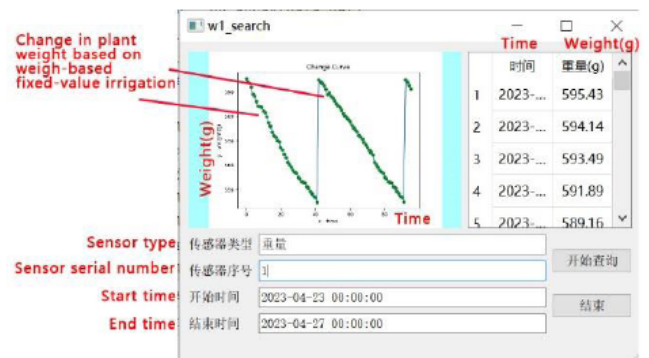 w1_search
Change in plant
weight based on
weigh-based
fixed-value irrigation
Time Weight(g)
Change Curve
时间 重量(g)
1 2023-... 595.43
2 2023-... 594.14
3 2023-... 593.49
4 2023-... 591.89
5 2023-... 589.16
Weight(g)
Time
Sensor type 传感器类型 重量
Sensor serial number 传感器序号 1
开始查询
Start time 开始时间 2023-04-23 00:00:00
结束
End time 结束时间 2023-04-27 00:00:00